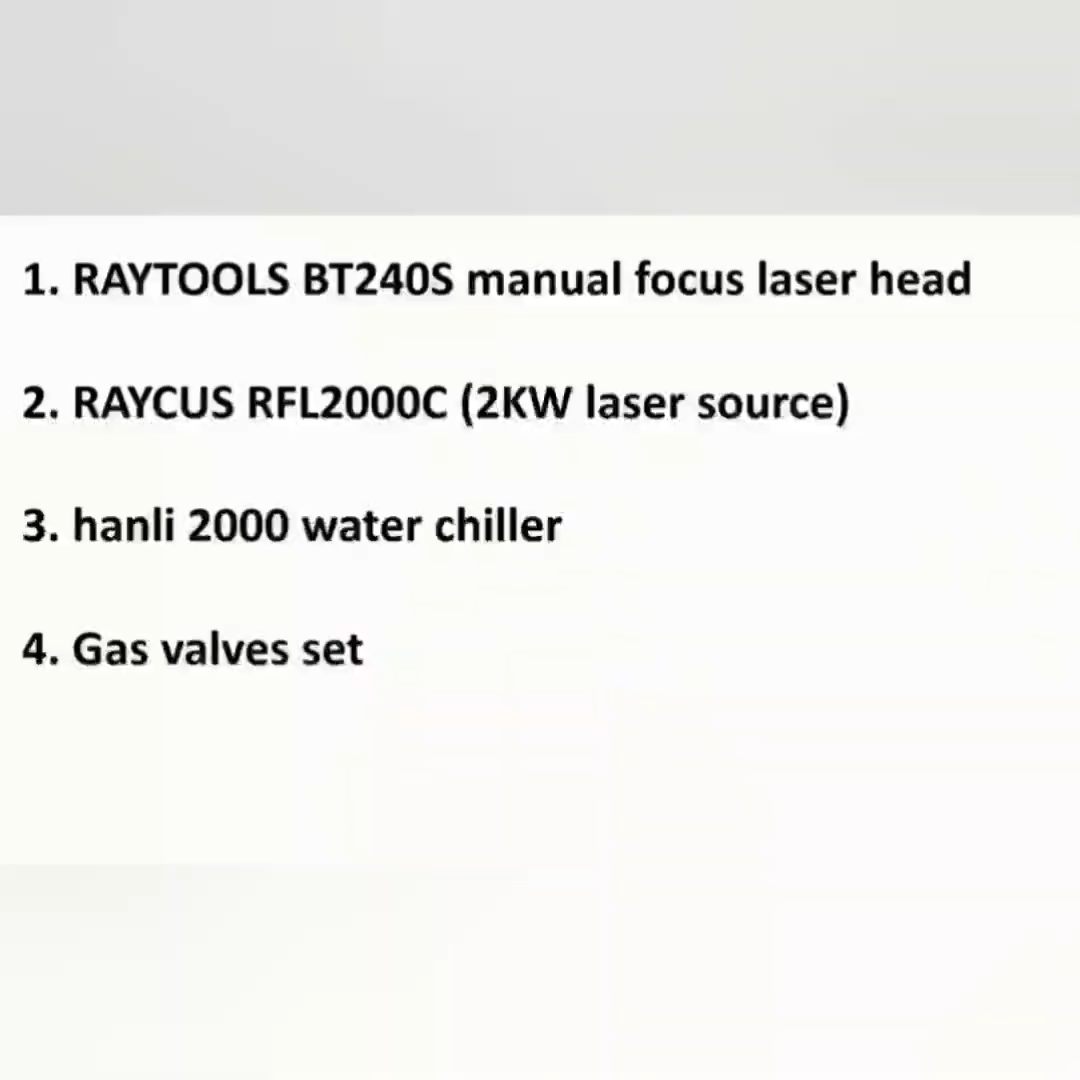 1. RAYTOOLS BT240S manual focus laser head
2. RAYCUS RFL2000C (2KW laser source)
3. hanli 2000 water chiller
4. Gas valves set